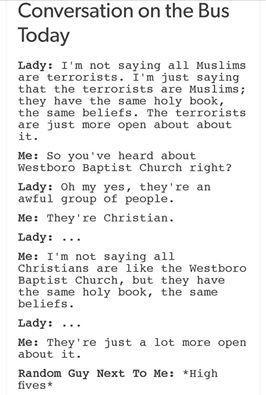 Conversation on the Bus
Today
Lady: I'm not saying all Muslims
are terrorists. I'm just saying
that the terrorists are Muslims;
they have the same holy book,
the same beliefs. The terrorists
are just more open about about
it.
Me: So you've heard about
Westboro Baptist Church right?
Lady: Oh my yes, they're an
awful group of people.
Me: They're Christian.
Lady: ...
Me: I'm not saying all
Christians are like the Westboro
Baptist Church, but they have
the same holy book, the same
beliefs.
Lady: ...
Me: They're just a lot more open
about it.
Random Guy Next To Me: *High
fives*